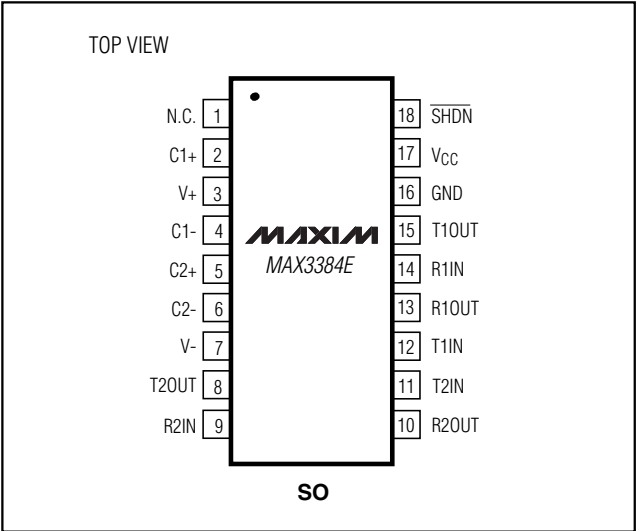 TOP VIEW
N.C. 1
C1+ 2
V+ 3
C1- 4
C2+ 5
C2- 6
V- 7
T2OUT 8
R2IN 9
MAXIM
MAX3384E
18 SHDN
17 VCC
16 GND
15 T1OUT
14 R1IN
13 R1OUT
12 T1IN
11 T2IN
10 R2OUT
SO